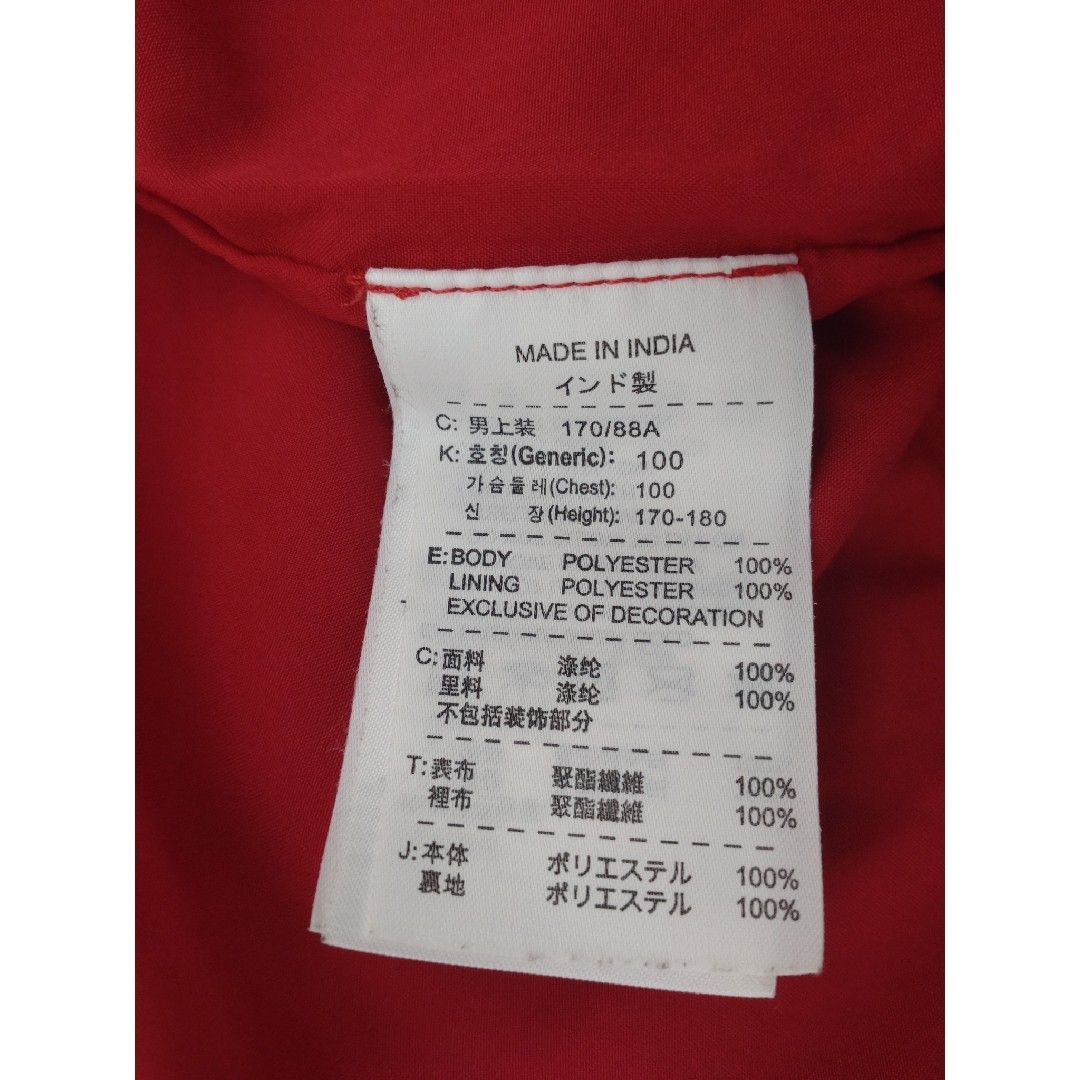 MADE IN INDIA
インド製
C: 男上装 170/88A
K: 호칭(Generic): 100
가슴둘레(Chest): 100
신 장(Height): 170-180
E: BODY POLYESTER 100%
LINING POLYESTER 100%
EXCLUSIVE OF DECORATION
C: 面料 涤纶 100%
里料 涤纶 100%
不包括装饰部分
T: 表布 聚酯纖維 100%
裡布 聚酯纖維 100%
J: 本体 ポリエステル 100%
裏地 ポリエステル 100%